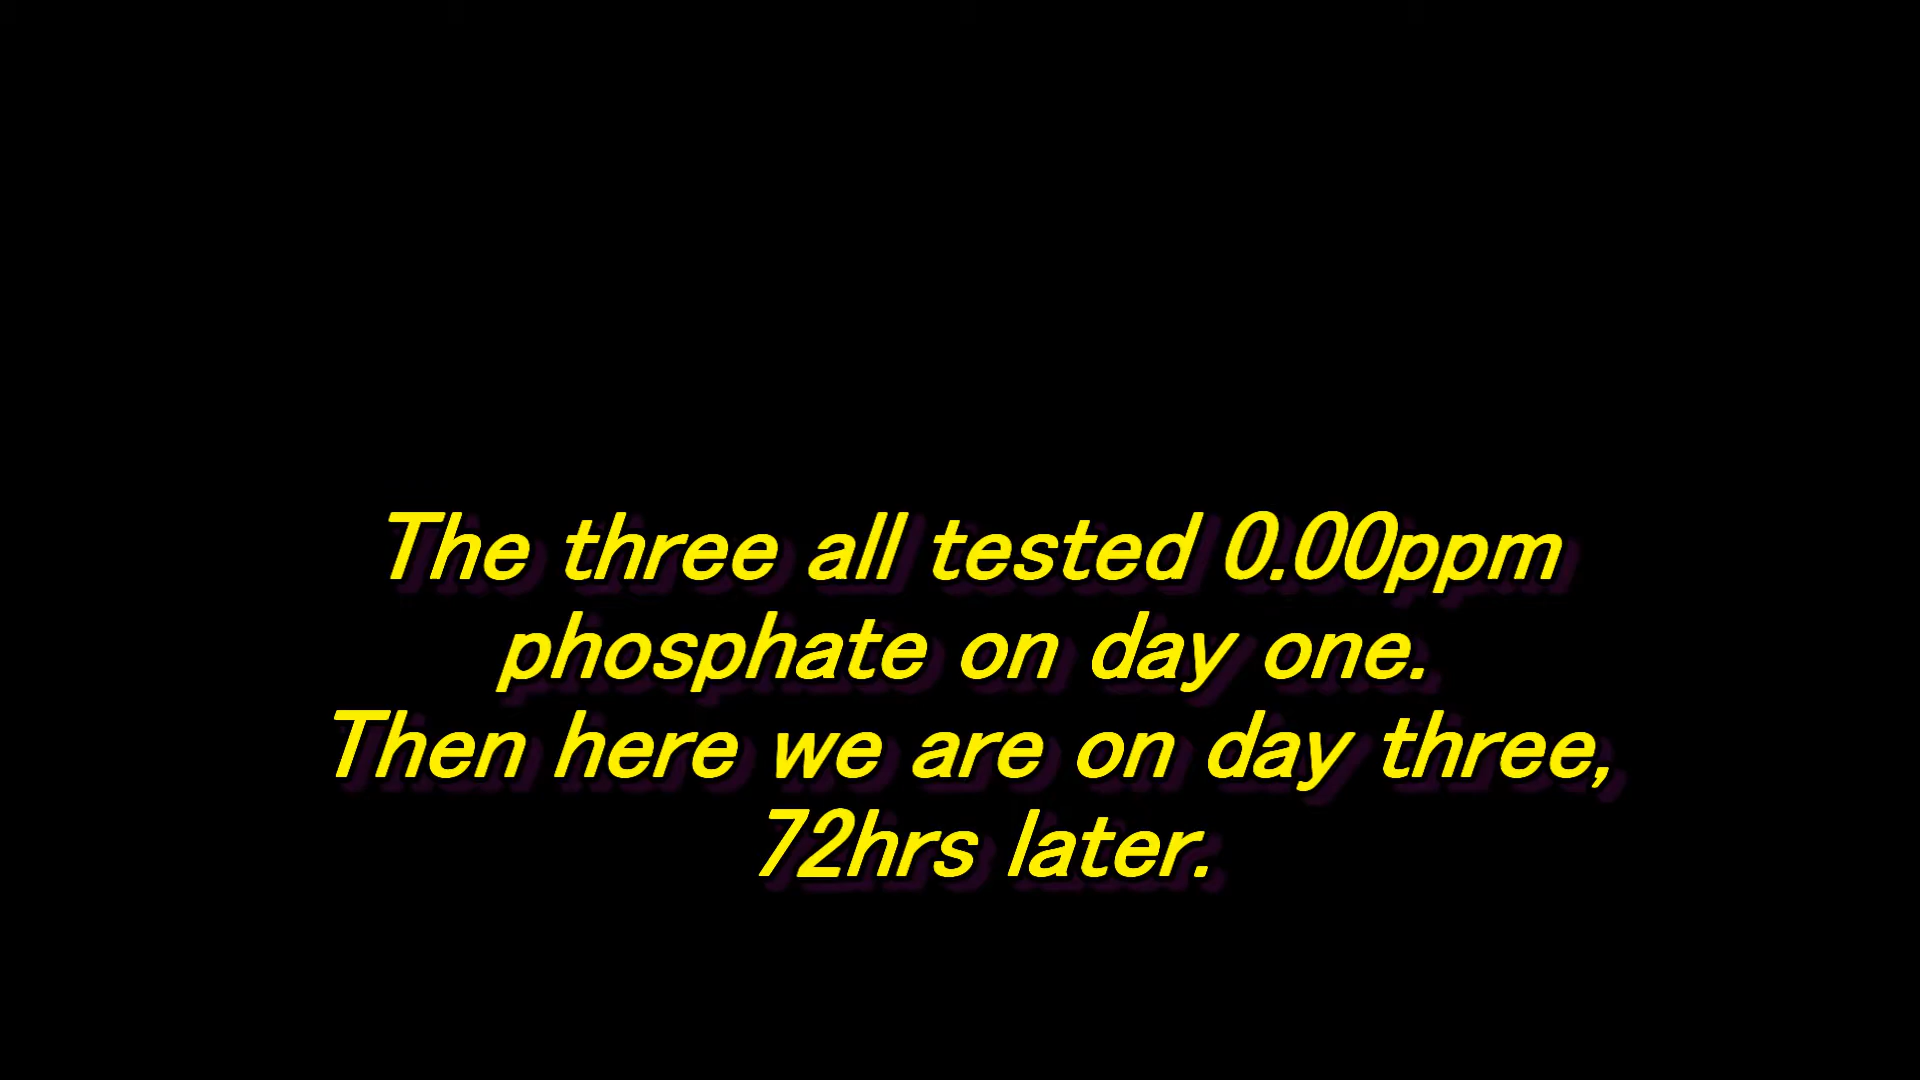 The three all tested 0.00ppm
phosphate on day one.
Then here we are on day three,
72hrs later.